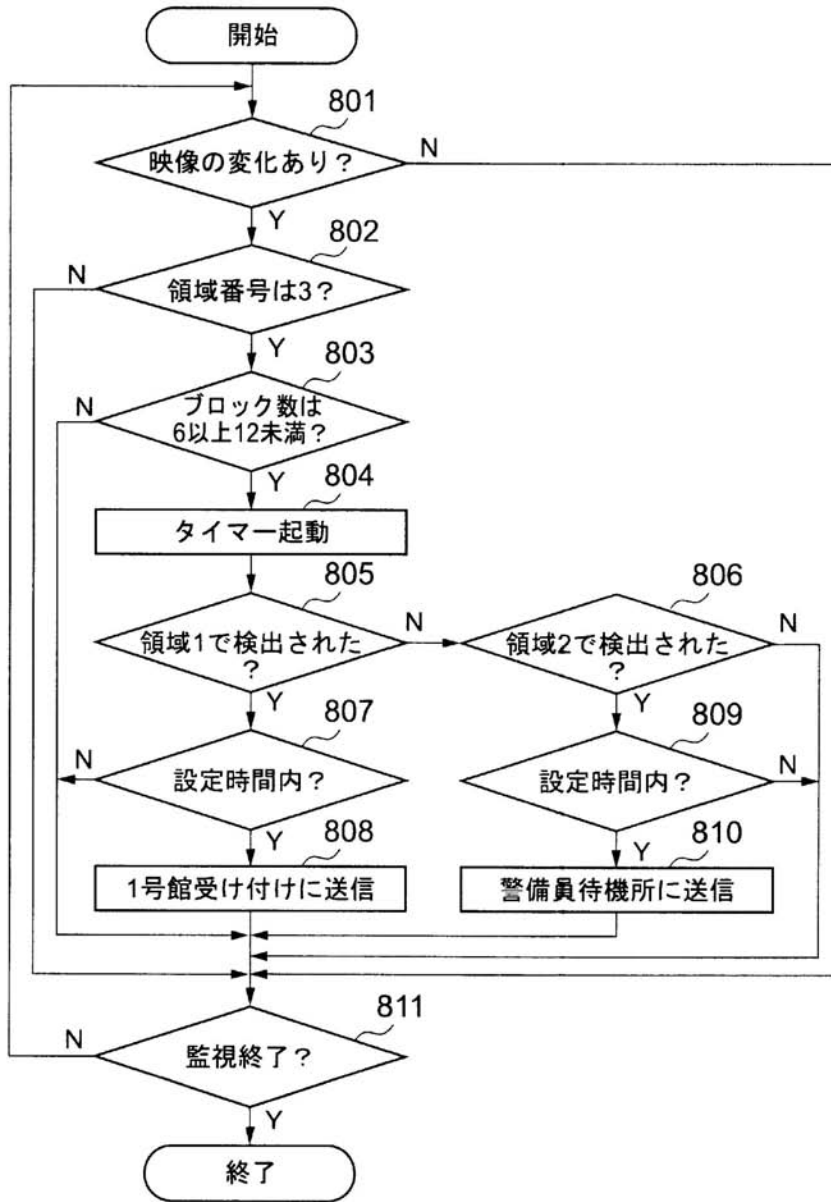 開始
801
映像の変化あり？
N
Y
802
N
領域番号は3？
Y
803
N
ブロック数は
6以上12未満？
Y
804
タイマー起動
805
806
領域1で検出された
？
N
領域2で検出された
？
N
Y
Y
807
809
N
設定時間内？
設定時間内？
N
Y
Y
808
810
1号館受け付けに送信
警備員待機所に送信
811
N
監視終了？
Y
終了